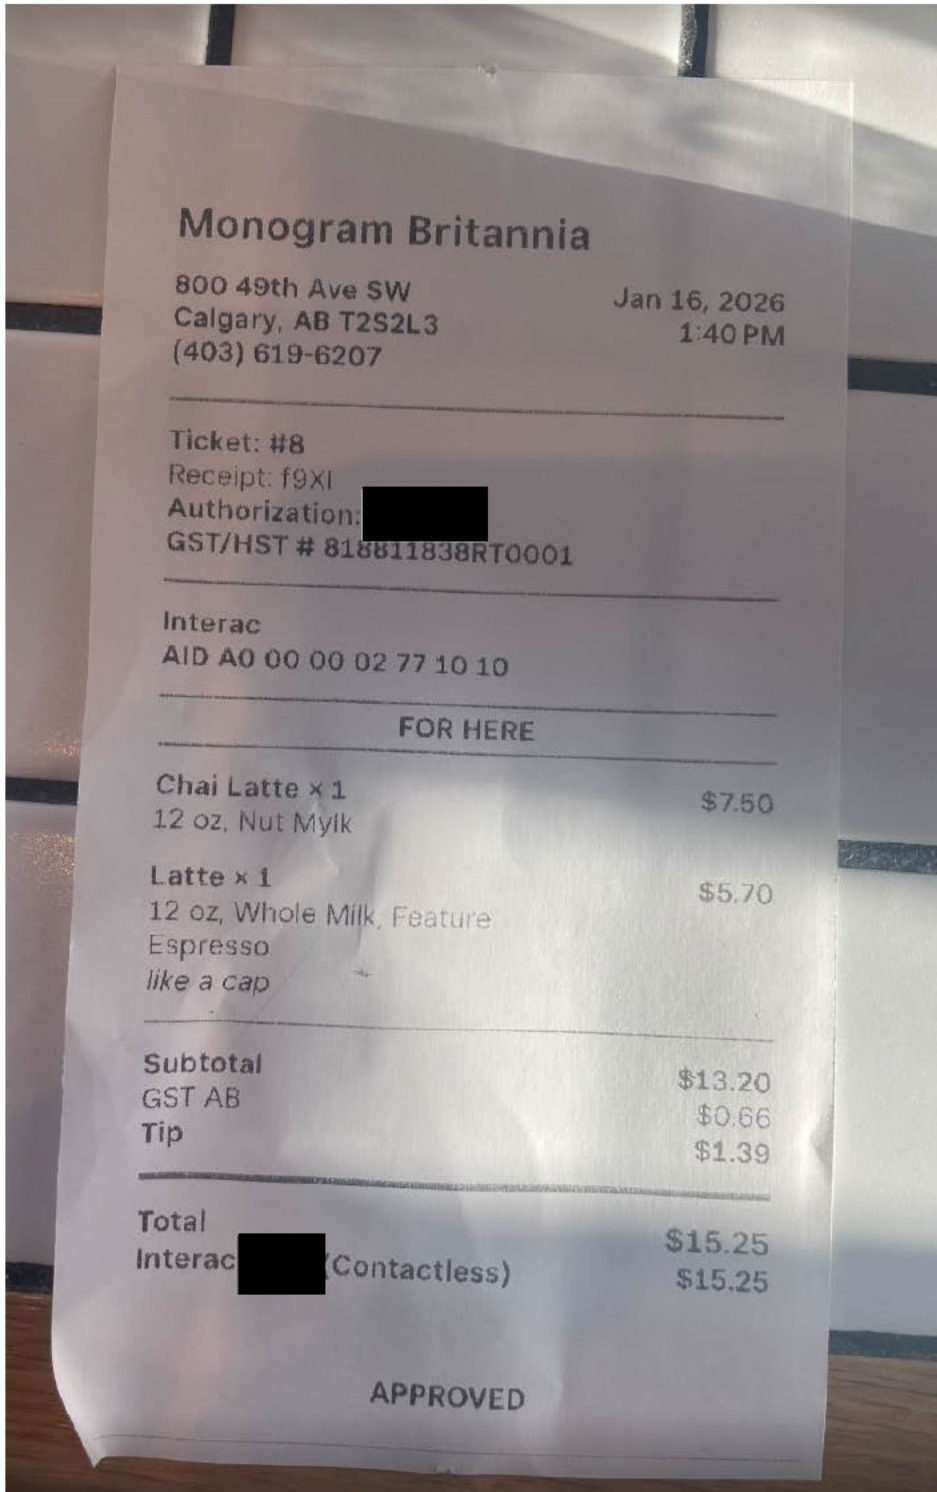 Monogram Britannia
800 49th Ave SW
Calgary, AB T2S2L3
(403) 619-6207
Jan 16, 2026
1:40 PM
Ticket: #8
Receipt: f9XI
Authorization:
GST/HST # 818811838RT0001
Interac
AID A0 00 00 02 77 10 10
FOR HERE
Chai Latte × 1 $7.50
12 oz, Nut Mylk
Latte × 1 $5.70
12 oz, Whole Milk, Feature
Espresso
like a cap
Subtotal $13.20
GST AB $0.66
Tip $1.39
Total $15.25
Interac (Contactless) $15.25
APPROVED